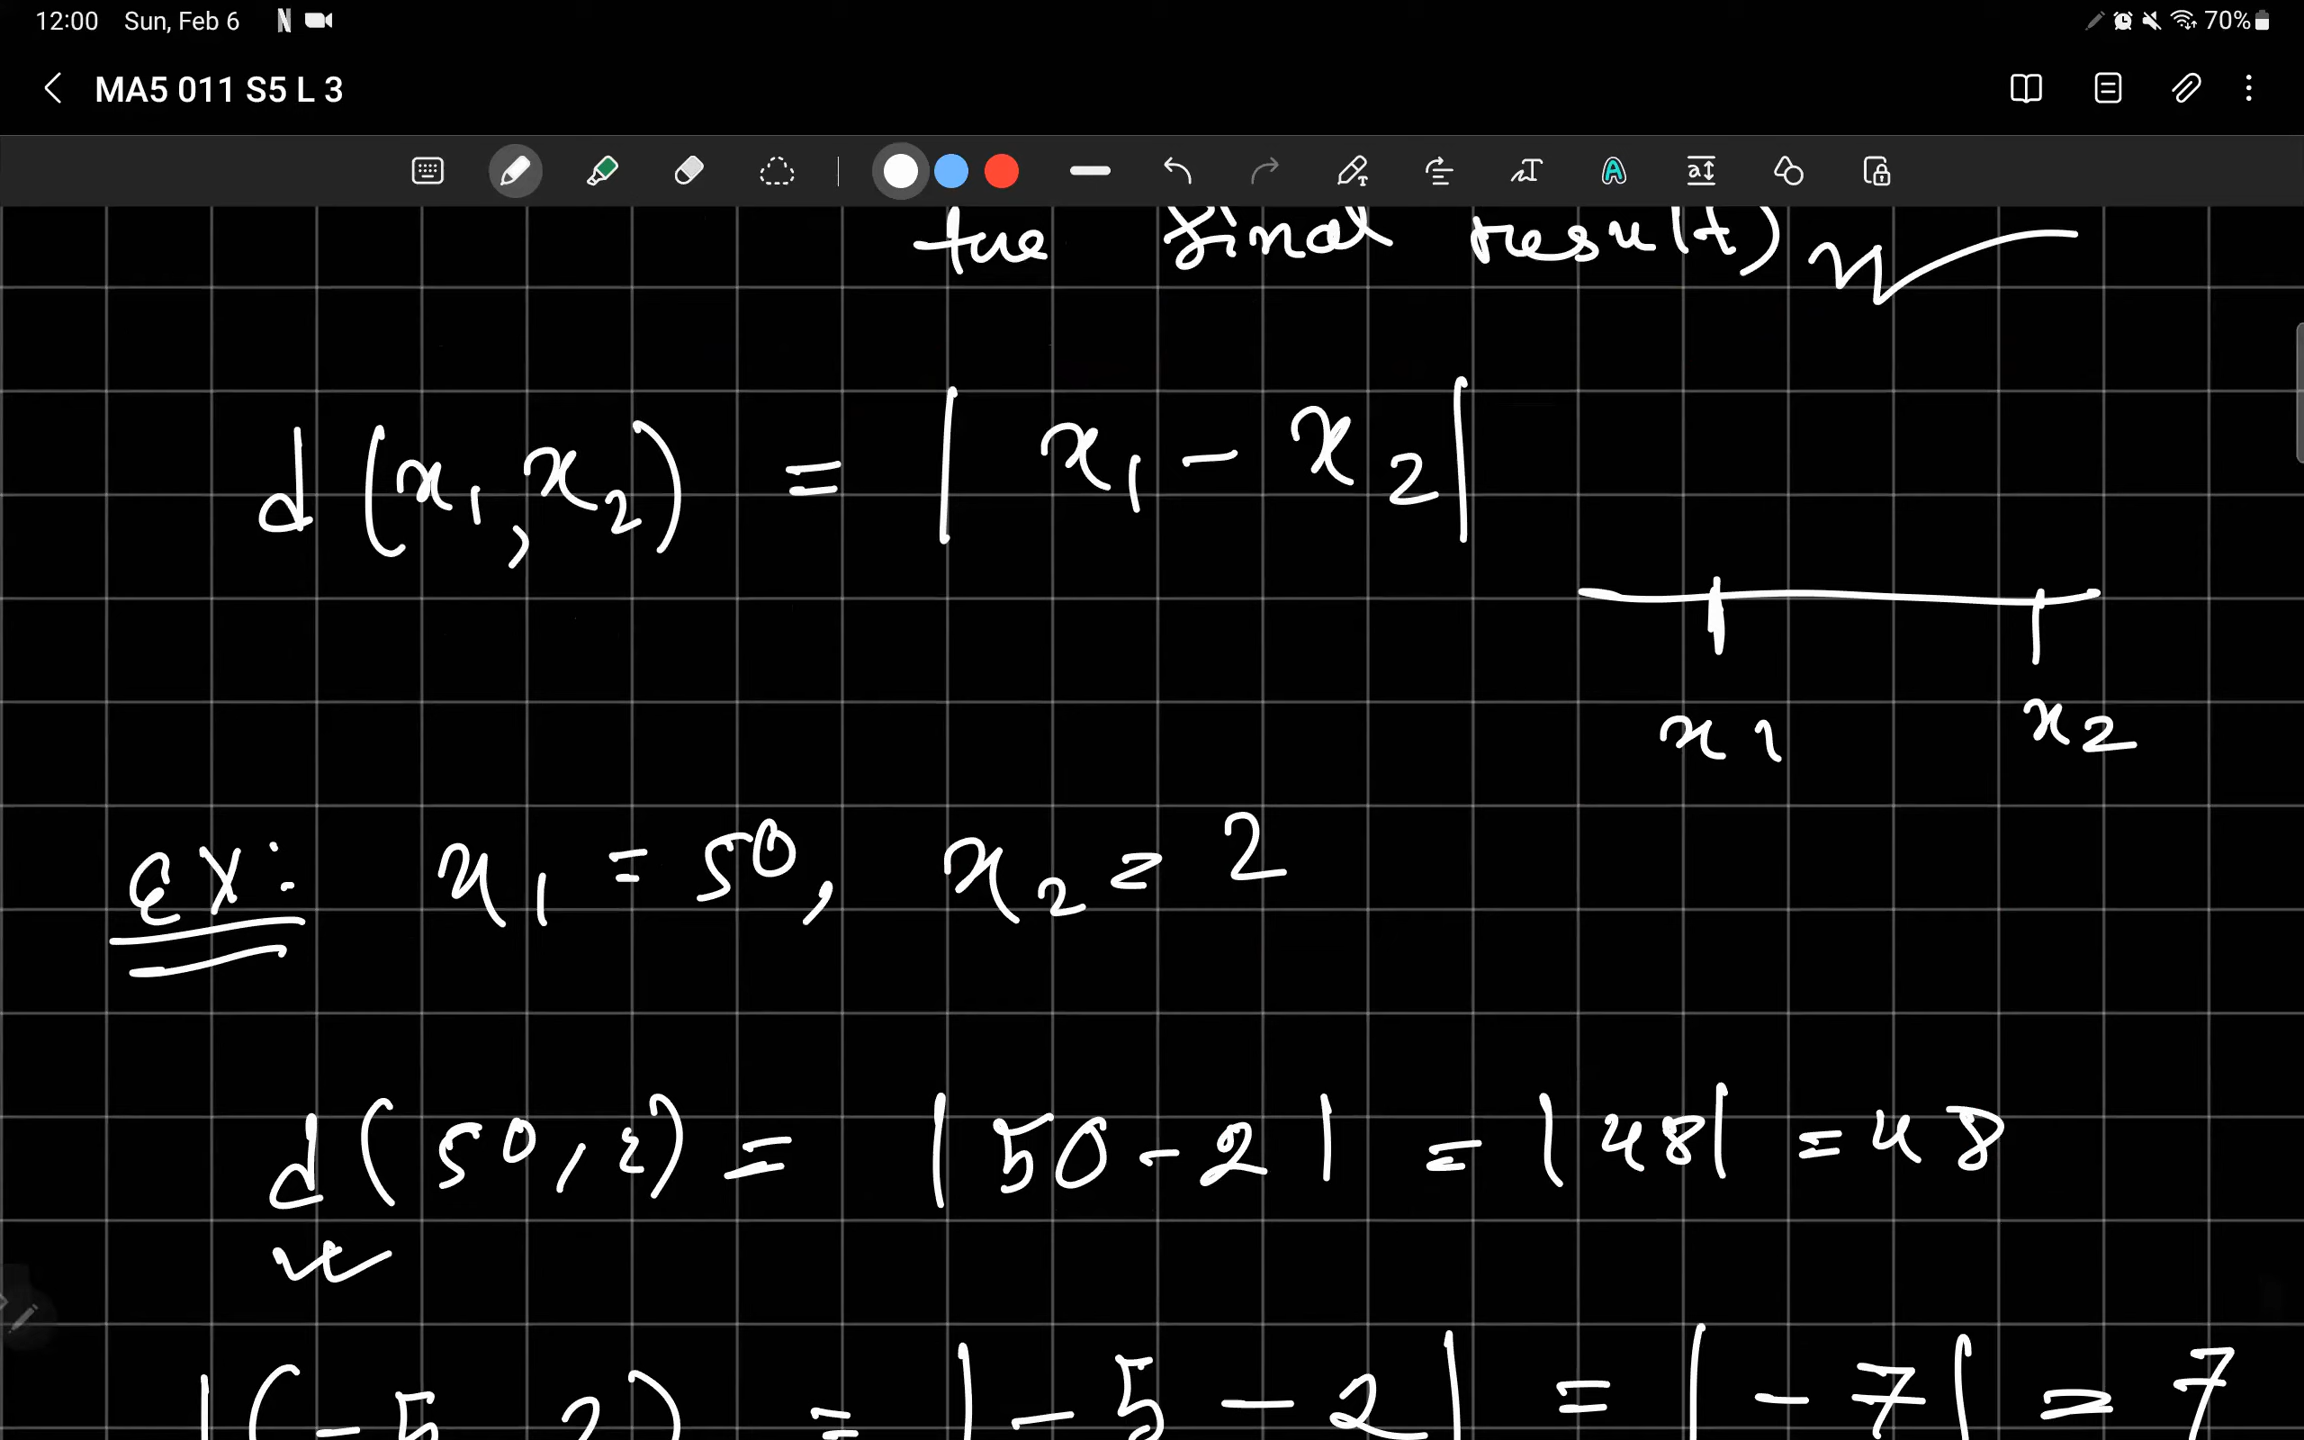 12:00 Sun, Feb 6 N 70%
MA5 011 S5 L 3
the final result)
d(x₁, x₂) = | x₁ - x₂ |
x₁ x₂
EX: x₁ = 50, x₂ = 2
d(50, 2) = |50 - 2| = |48| = 48
d(-5, 2) = |-5 - 2| = |-7| = 7